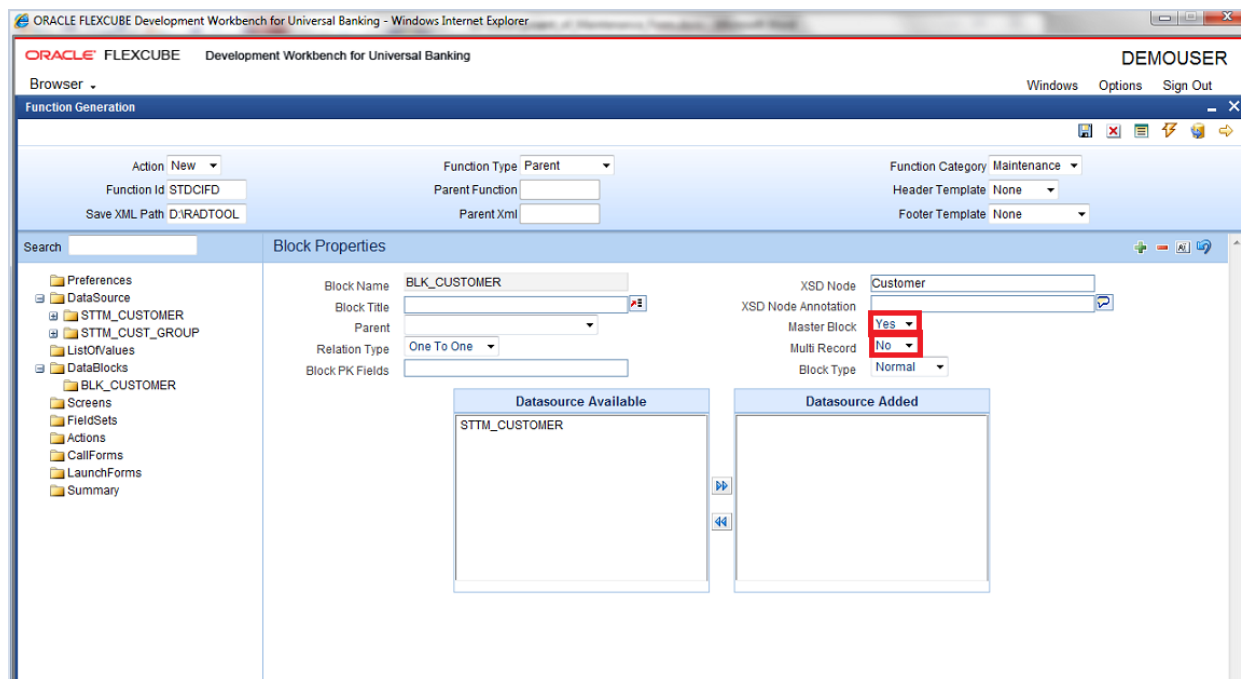 ORACLE FLEXCUBE Development Workbench for Universal Banking - Windows Internet Explorer
ORACLE FLEXCUBE Development Workbench for Universal Banking DEMOUSER
Browser Windows Options Sign Out
Function Generation
Action New Function Type Parent Function Category Maintenance
Function Id STDCIFD Parent Function Header Template None
Save XML Path D:\RADTOOL Parent Xml Footer Template None
Search Block Properties
Preferences
DataSource
STTM_CUSTOMER
STTM_CUST_GROUP
ListOfValues
DataBlocks
BLK_CUSTOMER
Screens
FieldSets
Actions
CallForms
LaunchForms
Summary
Block Name BLK_CUSTOMER XSD Node Customer
Block Title XSD Node Annotation
Parent Master Block Yes
Relation Type One To One Multi Record No
Block PK Fields Block Type Normal
Datasource Available Datasource Added
STTM_CUSTOMER